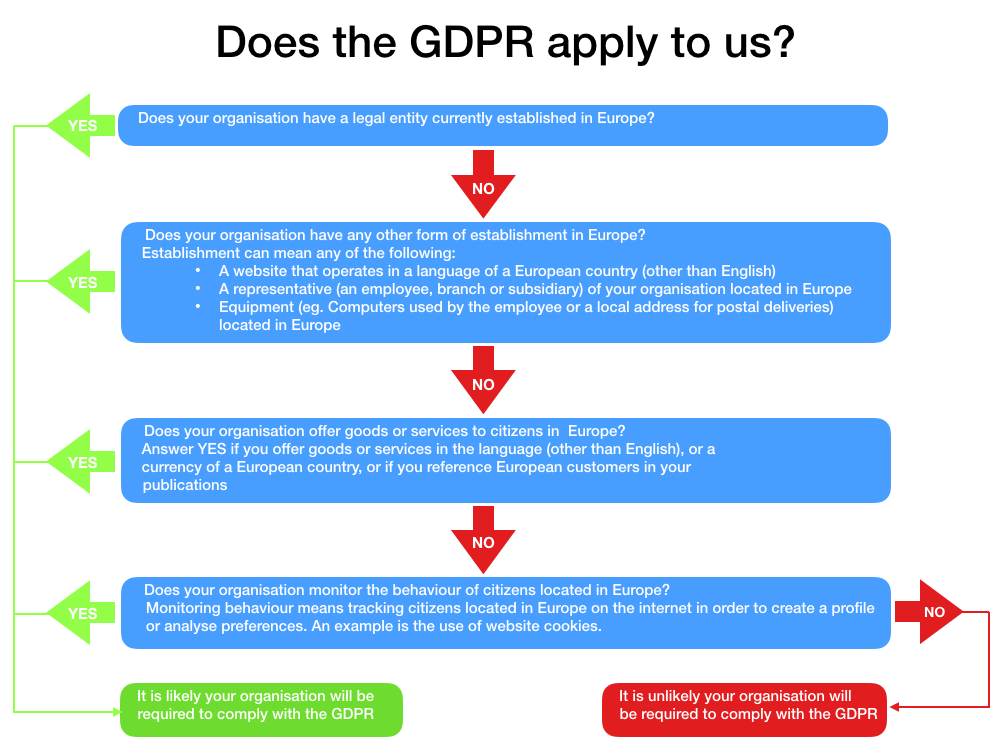 Does the GDPR apply to us?
YES
Does your organisation have a legal entity currently established in Europe?
NO
Does your organisation have any other form of establishment in Europe?
Establishment can mean any of the following:
• A website that operates in a language of a European country (other than English)
• A representative (an employee, branch or subsidiary) of your organisation located in Europe
• Equipment (eg. Computers used by the employee or a local address for postal deliveries)
located in Europe
YES
NO
Does your organisation offer goods or services to citizens in Europe?
Answer YES if you offer goods or services in the language (other than English), or a
currency of a European country, or if you reference European customers in your
publications
YES
NO
Does your organisation monitor the behaviour of citizens located in Europe?
Monitoring behaviour means tracking citizens located in Europe on the internet in order to create a profile
or analyse preferences. An example is the use of website cookies.
YES
NO
It is likely your organisation will be
required to comply with the GDPR
It is unlikely your organisation will
be required to comply with the GDPR